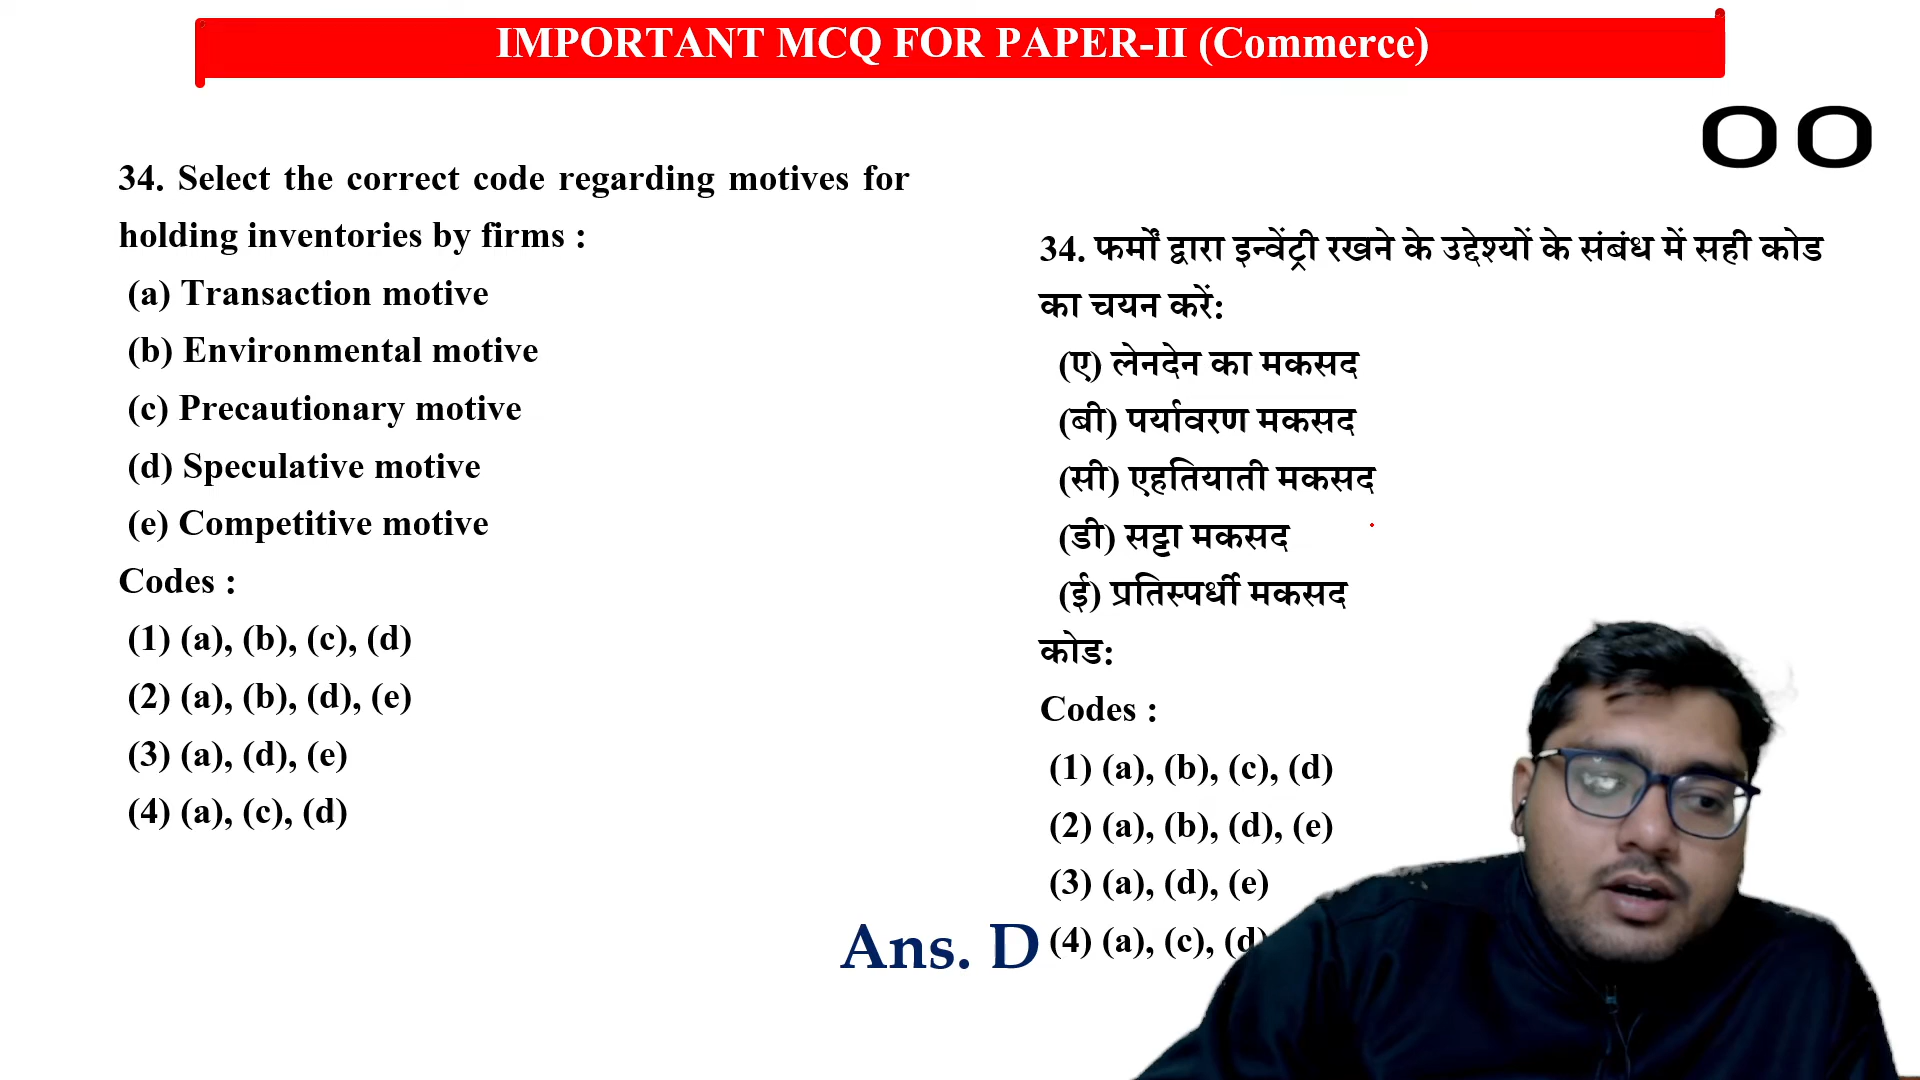 IMPORTANT MCQ FOR PAPER-II (Commerce)
00
34. Select the correct code regarding motives for
holding inventories by firms :
(a) Transaction motive
(b) Environmental motive
(c) Precautionary motive
(d) Speculative motive
(e) Competitive motive
Codes :
(1) (a), (b), (c), (d)
(2) (a), (b), (d), (e)
(3) (a), (d), (e)
(4) (a), (c), (d)
34. फर्मों द्वारा इन्वेंट्री रखने के उद्देश्यों के संबंध में सही कोड
का चयन करें:
(ए) लेनदेन का मकसद
(बी) पर्यावरण मकसद
(सी) एहतियाती मकसद
(डी) सट्टा मकसद
(ई) प्रतिस्पर्धी मकसद
कोड:
Codes :
(1) (a), (b), (c), (d)
(2) (a), (b), (d), (e)
(3) (a), (d), (e)
(4) (a), (c), (d)
Ans. D